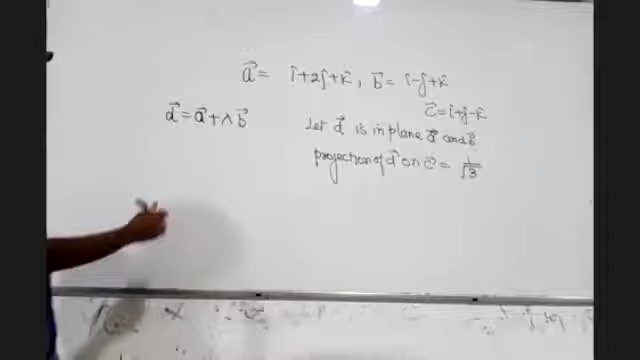 a⃗ = î+2ĵ+k̂, b⃗ = î-ĵ+k̂
c⃗ = î+ĵ-k̂
d⃗ = a⃗+λb⃗
Let d⃗ is in plane a⃗ and b⃗
projection of d⃗ on c⃗ = 1/√3